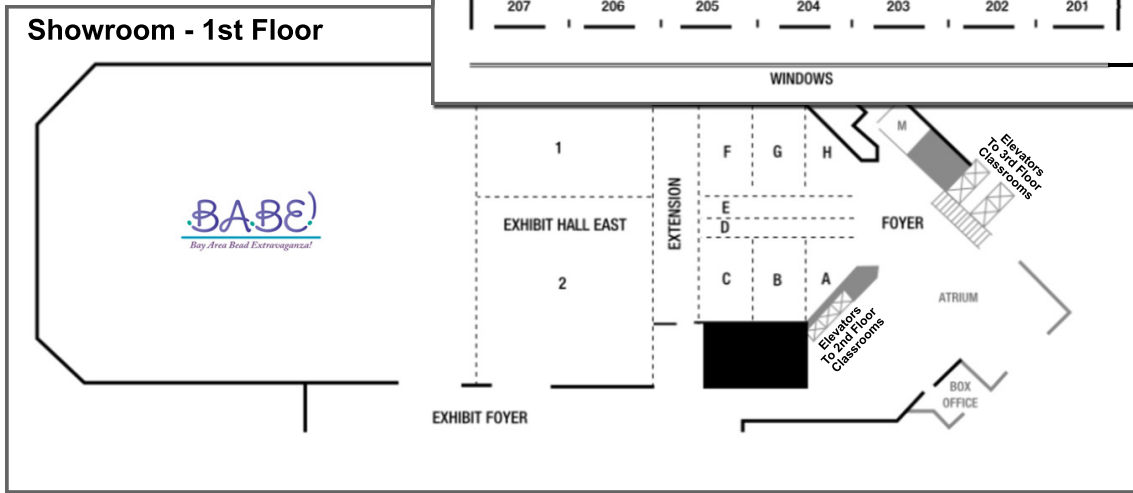 207 206 205 204 203 202 201
Showroom - 1st Floor
WINDOWS
1
F G H
M
Elevators
To 3rd Floor
Classrooms
EXTENSION
E
BABE!
Bay Area Bead Extravaganza!
EXHIBIT HALL EAST
D
FOYER
2
C B A
ATRIUM
Elevators
To 2nd Floor
Classrooms
BOX
OFFICE
EXHIBIT FOYER